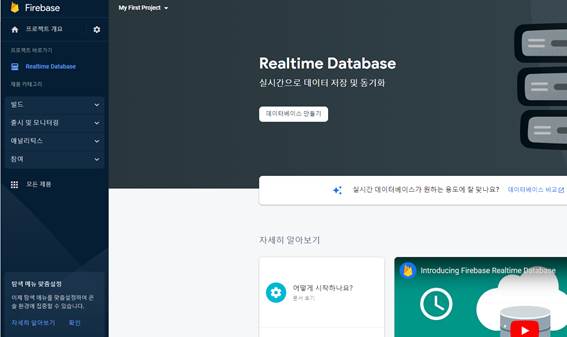 Firebase
My First Project
프로젝트 개요
프로젝트 바로가기
Realtime Database
제품 카테고리
빌드
출시 및 모니터링
애널리틱스
참여
모든 제품
탐색 메뉴 맞춤설정
이제 탐색 메뉴를 맞춤설정하여 콘
솔 환경에 집중할 수 있습니다.
자세히 알아보기 확인
Realtime Database
실시간으로 데이터 저장 및 동기화
데이터베이스 만들기
실시간 데이터베이스가 원하는 용도에 잘 맞나요? 데이터베이스 비교
자세히 알아보기
어떻게 시작하나요?
문서 보기
Introducing Firebase Realtime Database